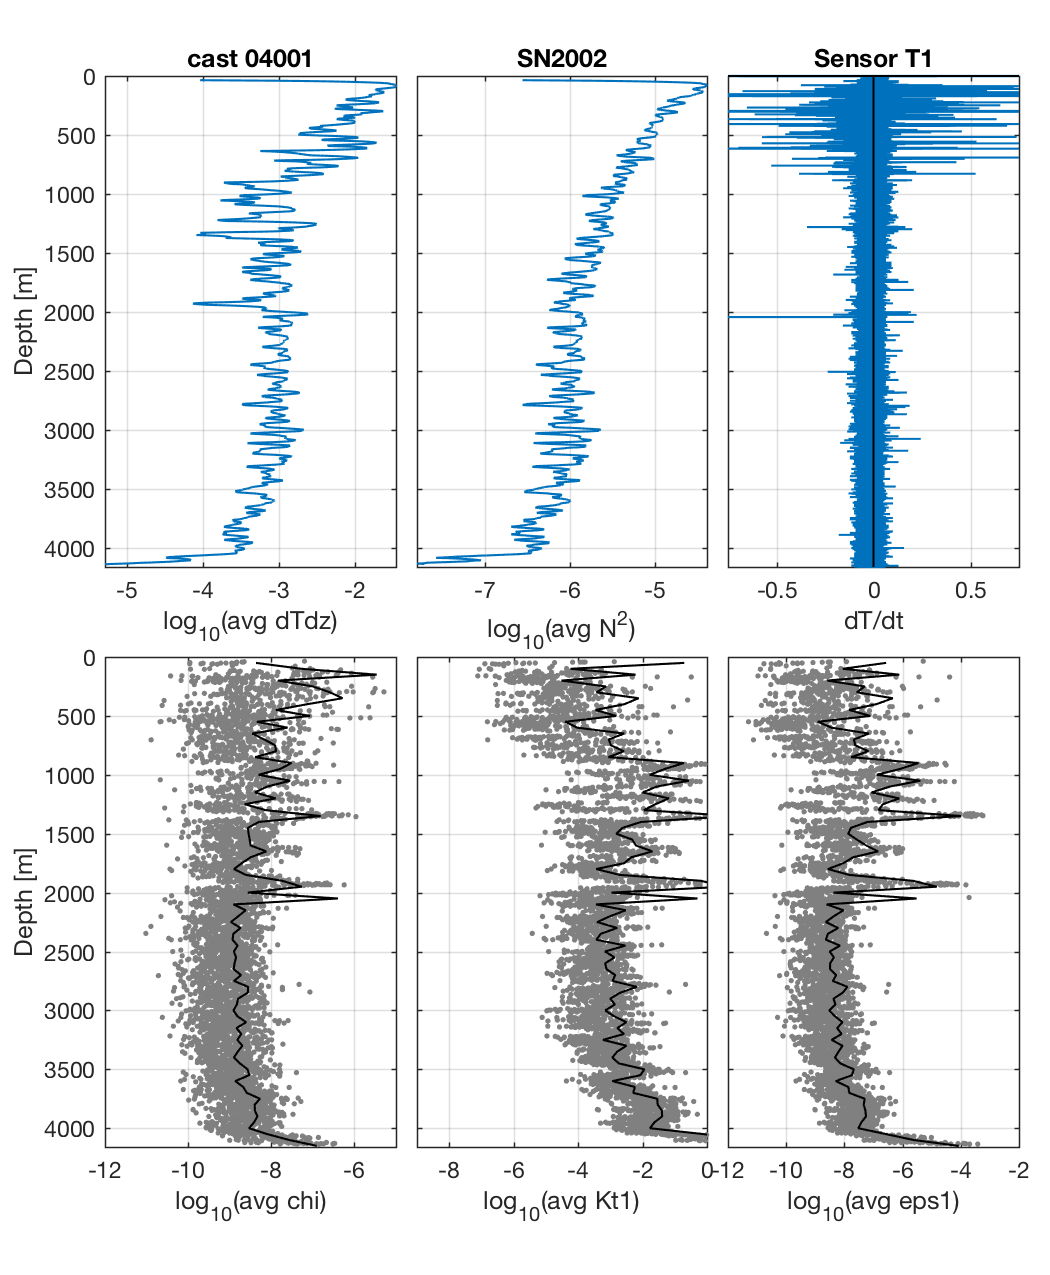 cast 04001
SN2002
Sensor T1
0
500
1000
1500
2000
2500
3000
3500
4000
Depth [m]
-5 -4 -3 -2
-7 -6 -5
-0.5 0 0.5
log10(avg dTdz)
log10(avg N2)
dT/dt
0
500
1000
1500
2000
2500
3000
3500
4000
Depth [m]
-12 -10 -8 -6
-8 -6 -4 -2 0
-12 -10 -8 -6 -4 -2
log10(avg chi)
log10(avg Kt1)
log10(avg eps1)